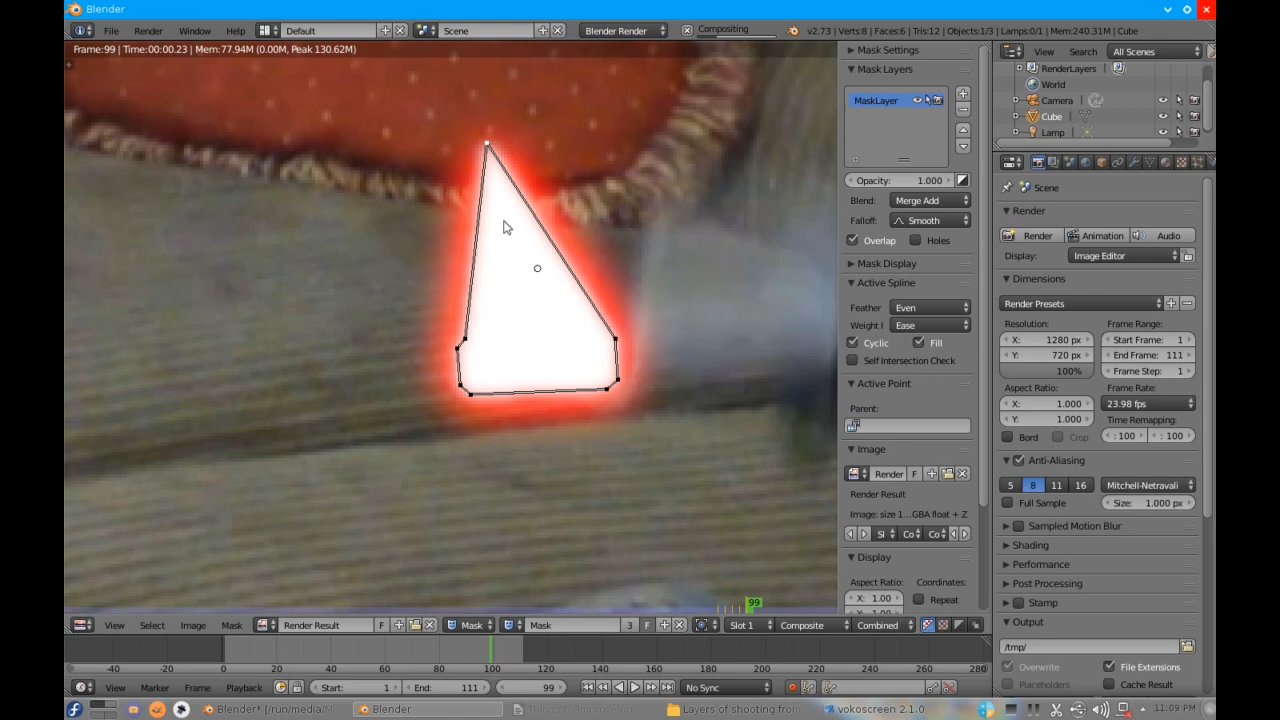 Blender
File Render Window Help Default Scene Blender Render Compositing v2.73 | Verts:8 | Faces:6 | Tris:12 | Objects:1/3 | Lamps:0/1 | Mem:240.31M | Cube
Frame:99 | Time:00:00.23 | Mem:77.94M (0.00M, Peak 130.62M)
Mask Settings
Mask Layers
MaskLayer
Opacity: 1.000
Blend: Merge Add
Falloff: Smooth
Overlap Holes
Mask Display
Active Spline
Feather Even
Weight I Ease
Cyclic Fill
Self Intersection Check
Active Point
Parent:
Image
Render F
Render Result
Image: size 1...GBA float + Z
Sl Co Co
Display
Aspect Ratio: Coordinates:
X: 1.00 Repeat
Y: 1.00
View Search All Scenes
RenderLayers
World
Camera
Cube
Lamp
Scene
Render
Render Animation Audio
Display: Image Editor
Dimensions
Render Presets
Resolution: Frame Range:
X: 1280 px Start Frame: 1
Y: 720 px End Frame: 111
100% Frame Step: 1
Aspect Ratio: Frame Rate:
X: 1.000 23.98 fps
Y: 1.000 Time Remapping:
Bord Crop : 100 : 100
Anti-Aliasing
5 8 11 16 Mitchell-Netravali
Full Sample Size: 1.000 px
Sampled Motion Blur
Shading
Performance
Post Processing
Stamp
Output
/tmp/
Overwrite File Extensions
Placeholders Cache Result
99
View Select Image Mask Render Result F Mask Mask 3 F Slot 1 Composite Combined
-40 -20 0 20 40 60 80 100 120 140 160 180 200 220 240 260 280
View Marker Frame Playback Start: 1 End: 111 99 No Sync
Blender* [/run/media/M Blender Things to improve on Layers of shooting from vokoscreen 2.1.0 11:09 PM